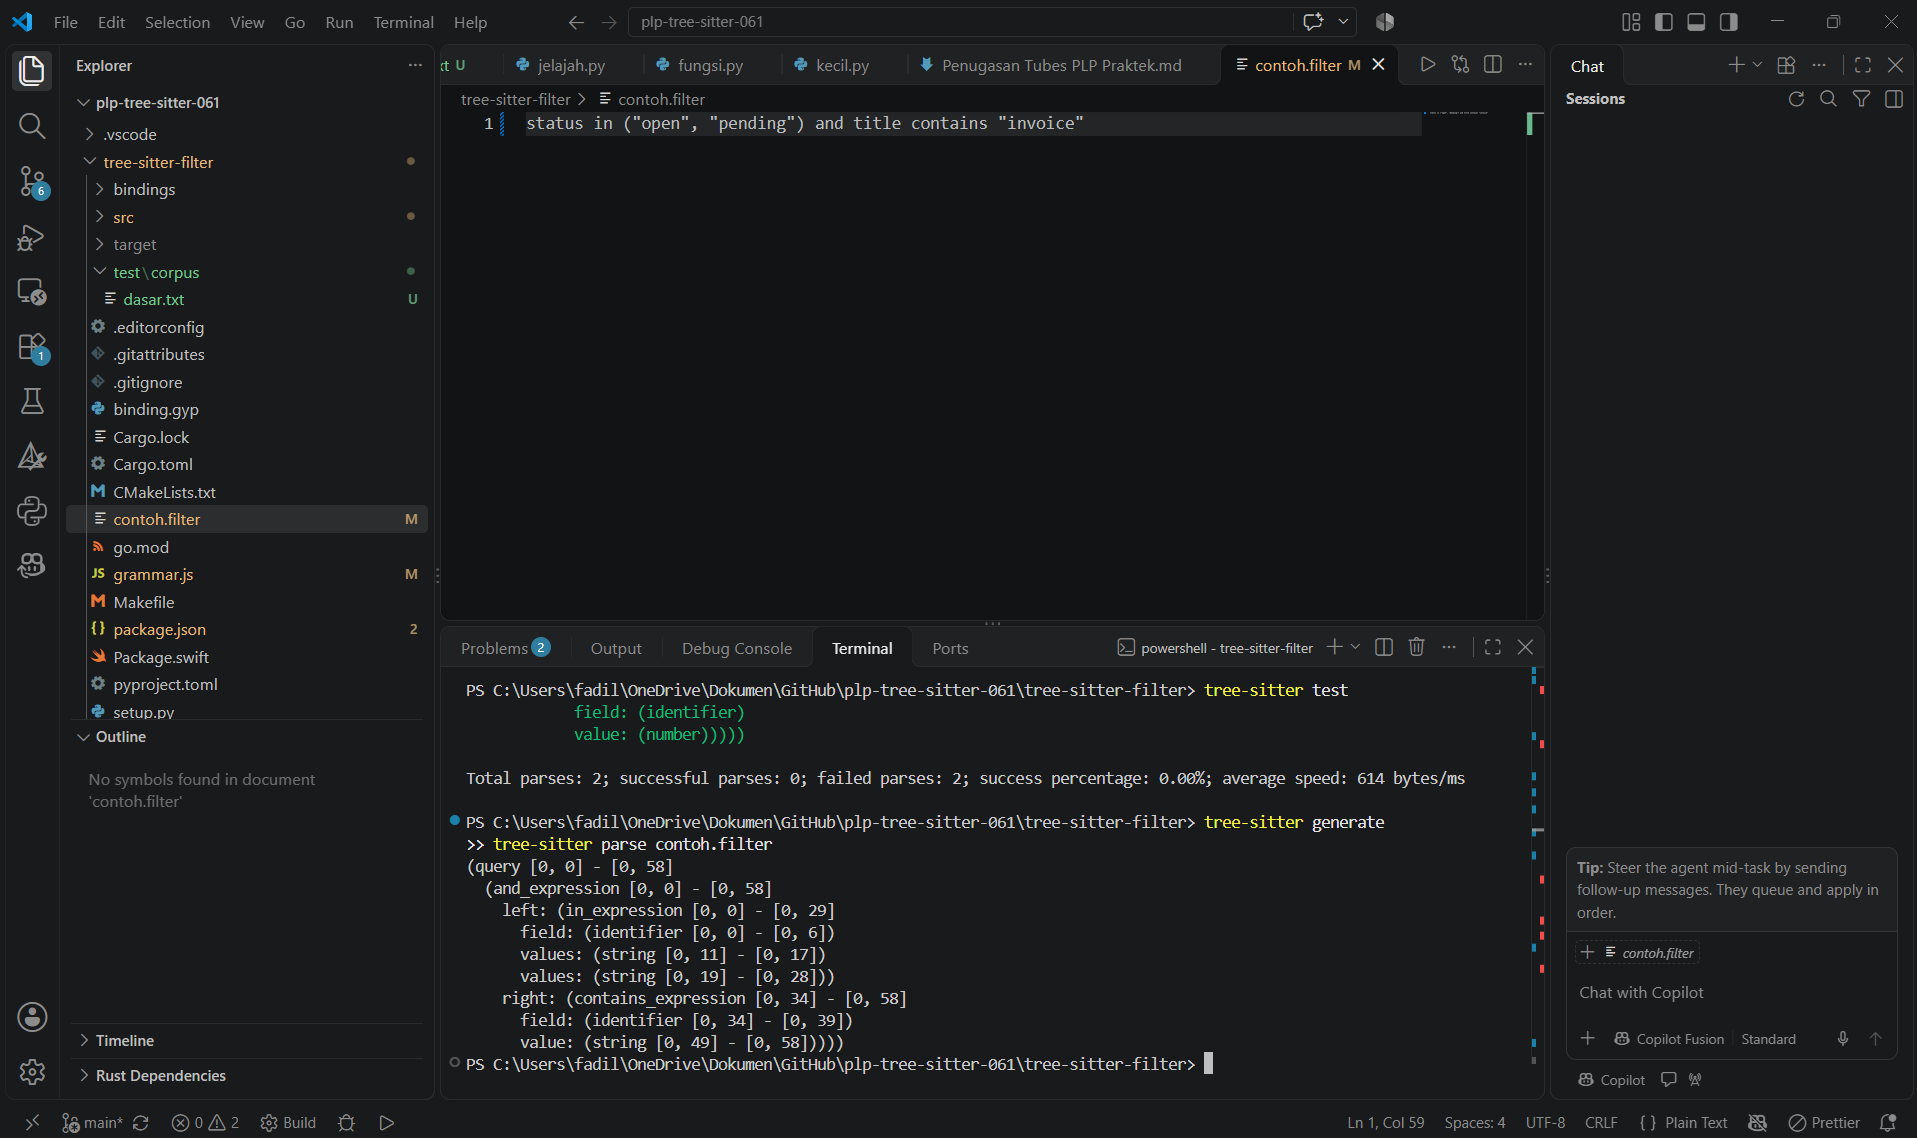 File Edit Selection View Go Run Terminal Help
plp-tree-sitter-061
Explorer
plp-tree-sitter-061
.vscode
tree-sitter-filter
bindings
src
target
test\corpus
dasar.txt U
.editorconfig
.gitattributes
.gitignore
binding.gyp
Cargo.lock
Cargo.toml
CMakeLists.txt
contoh.filter M
go.mod
grammar.js M
Makefile
package.json 2
Package.swift
pyproject.toml
setup.py
Outline
No symbols found in document
'contoh.filter'
Timeline
Rust Dependencies
6
1
xt U jelajah.py fungsi.py kecil.py Penugasan Tubes PLP Praktek.md contoh.filter M
tree-sitter-filter > contoh.filter
1 status in ("open", "pending") and title contains "invoice"
Problems 2 Output Debug Console Terminal Ports powershell - tree-sitter-filter
PS C:\Users\fadil\OneDrive\Dokumen\GitHub\plp-tree-sitter-061\tree-sitter-filter> tree-sitter test
field: (identifier)
value: (number)))))
Total parses: 2; successful parses: 0; failed parses: 2; success percentage: 0.00%; average speed: 614 bytes/ms
PS C:\Users\fadil\OneDrive\Dokumen\GitHub\plp-tree-sitter-061\tree-sitter-filter> tree-sitter generate
>> tree-sitter parse contoh.filter
(query [0, 0] - [0, 58]
(and_expression [0, 0] - [0, 58]
left: (in_expression [0, 0] - [0, 29]
field: (identifier [0, 0] - [0, 6])
values: (string [0, 11] - [0, 17])
values: (string [0, 19] - [0, 28]))
right: (contains_expression [0, 34] - [0, 58]
field: (identifier [0, 34] - [0, 39])
value: (string [0, 49] - [0, 58]))))
PS C:\Users\fadil\OneDrive\Dokumen\GitHub\plp-tree-sitter-061\tree-sitter-filter>
Chat
Sessions
Tip: Steer the agent mid-task by sending
follow-up messages. They queue and apply in
order.
contoh.filter
Chat with Copilot
Copilot Fusion Standard
Copilot
main* 0 2 Build
Ln 1, Col 59 Spaces: 4 UTF-8 CRLF {} Plain Text Prettier